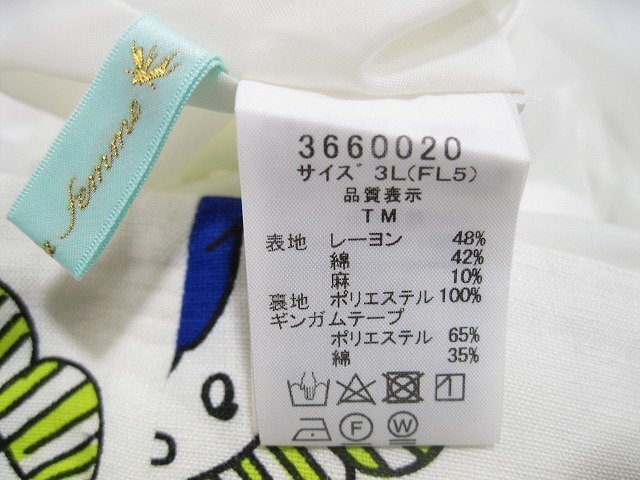 femme
3660020
サイズ 3L(FL5)
品質表示
TM
表地 レーヨン 48%
綿 42%
麻 10%
裏地 ポリエステル 100%
ギンガムテープ
ポリエステル 65%
綿 35%
F W